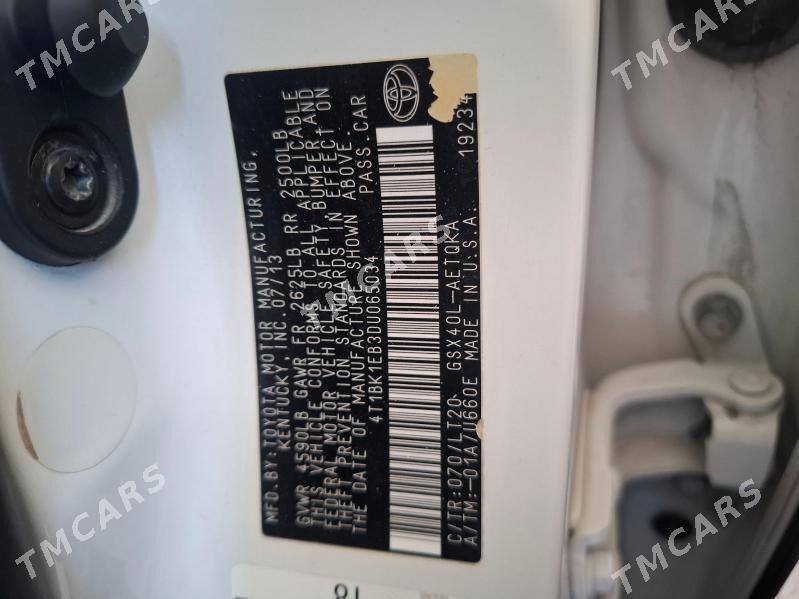 MFD. BY: TOYOTA MOTOR MANUFACTURING,
KENTUCKY, INC. 07/13
GVWR 4590LB GAWR FR 2625LB RR 2500LB
THIS VEHICLE CONFORMS TO ALL APPLICABLE
FEDERAL MOTOR VEHICLE SAFETY BUMPER AND
THEFT PREVENTION STANDARDS IN EFFECT ON
THE DATE OF MANUFACTURE SHOWN ABOVE.
4T1BK1EB3DU065034 PASS. CAR
C/TR: 070/LT20 GSX40L-AETQKA
A/TM:-01A/U660E MADE IN U.S.A. 19234
18
TMCARS
TMCARS
TMCARS
TMCARS
TMCARS